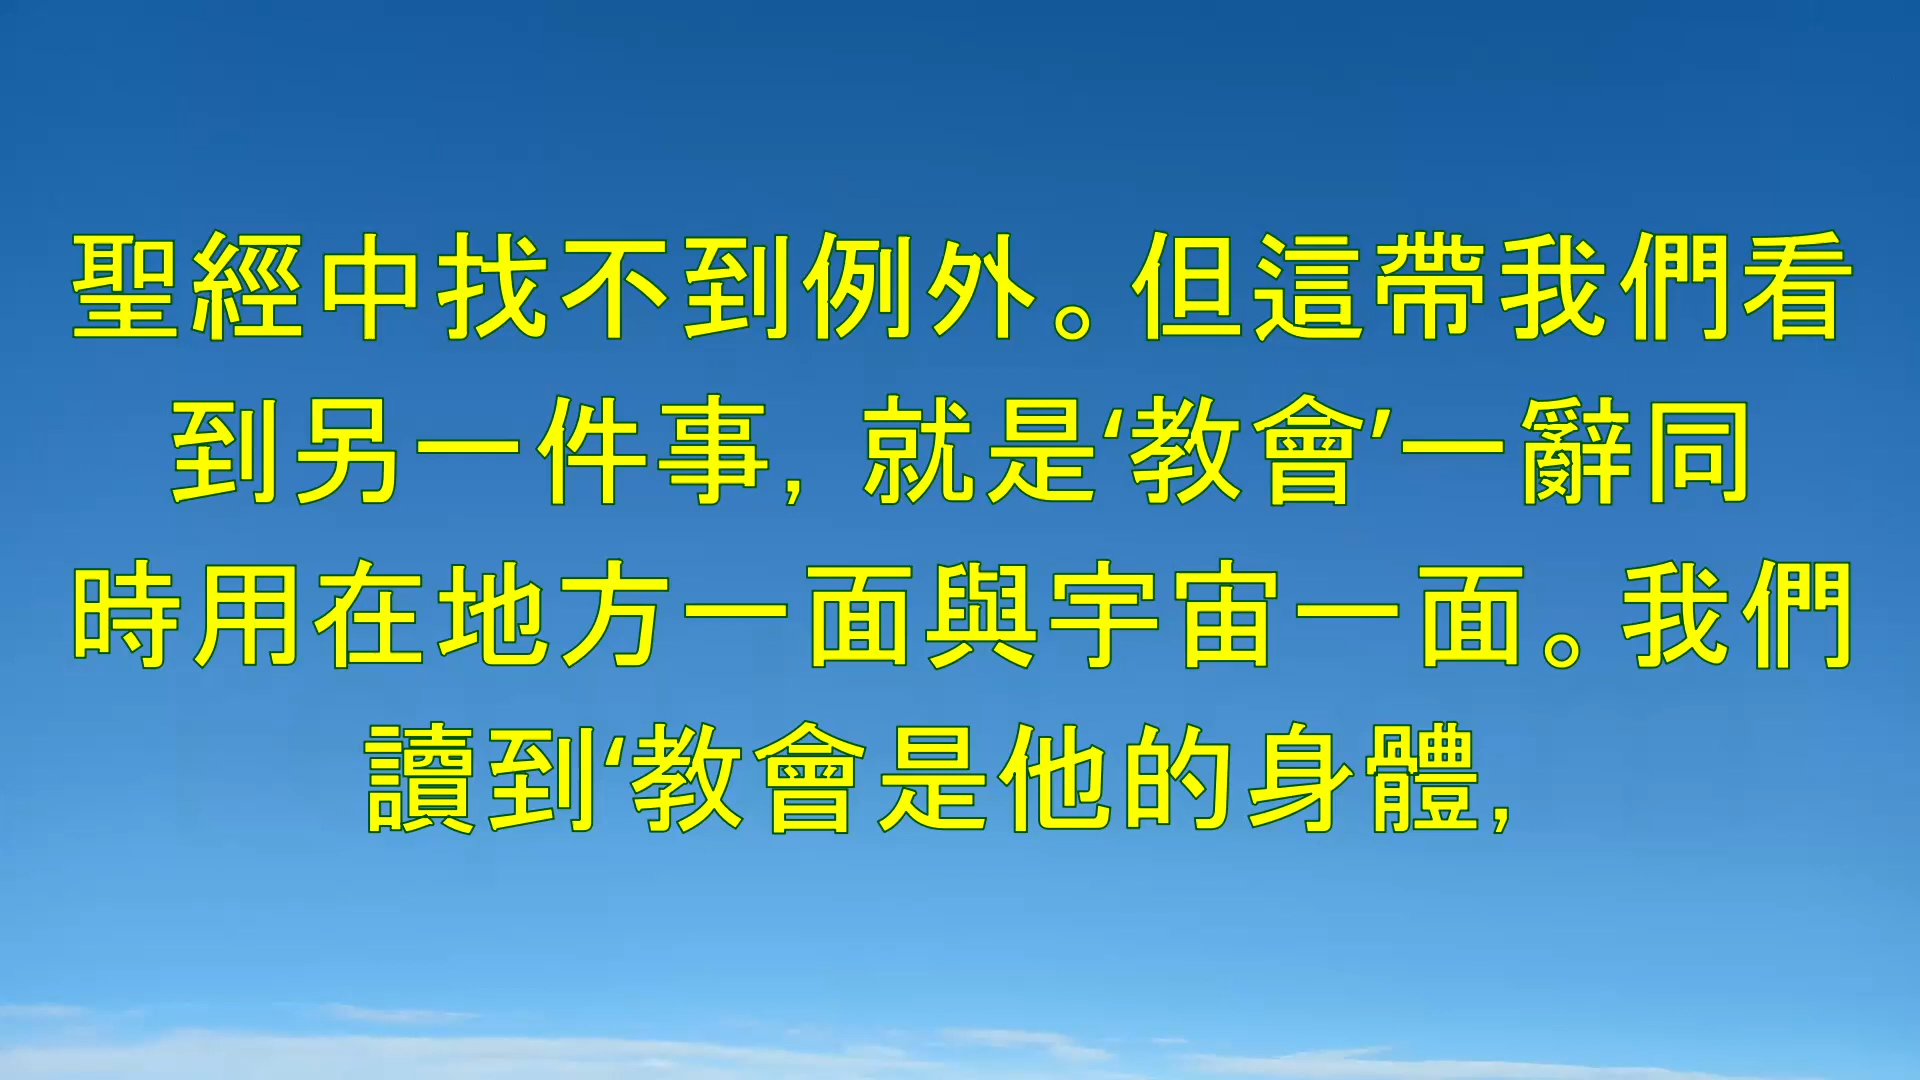 聖經中找不到例外。但這帶我們看
到另一件事, 就是‘教會’一辭同
時用在地方一面與宇宙一面。我們
讀到‘教會是他的身體,